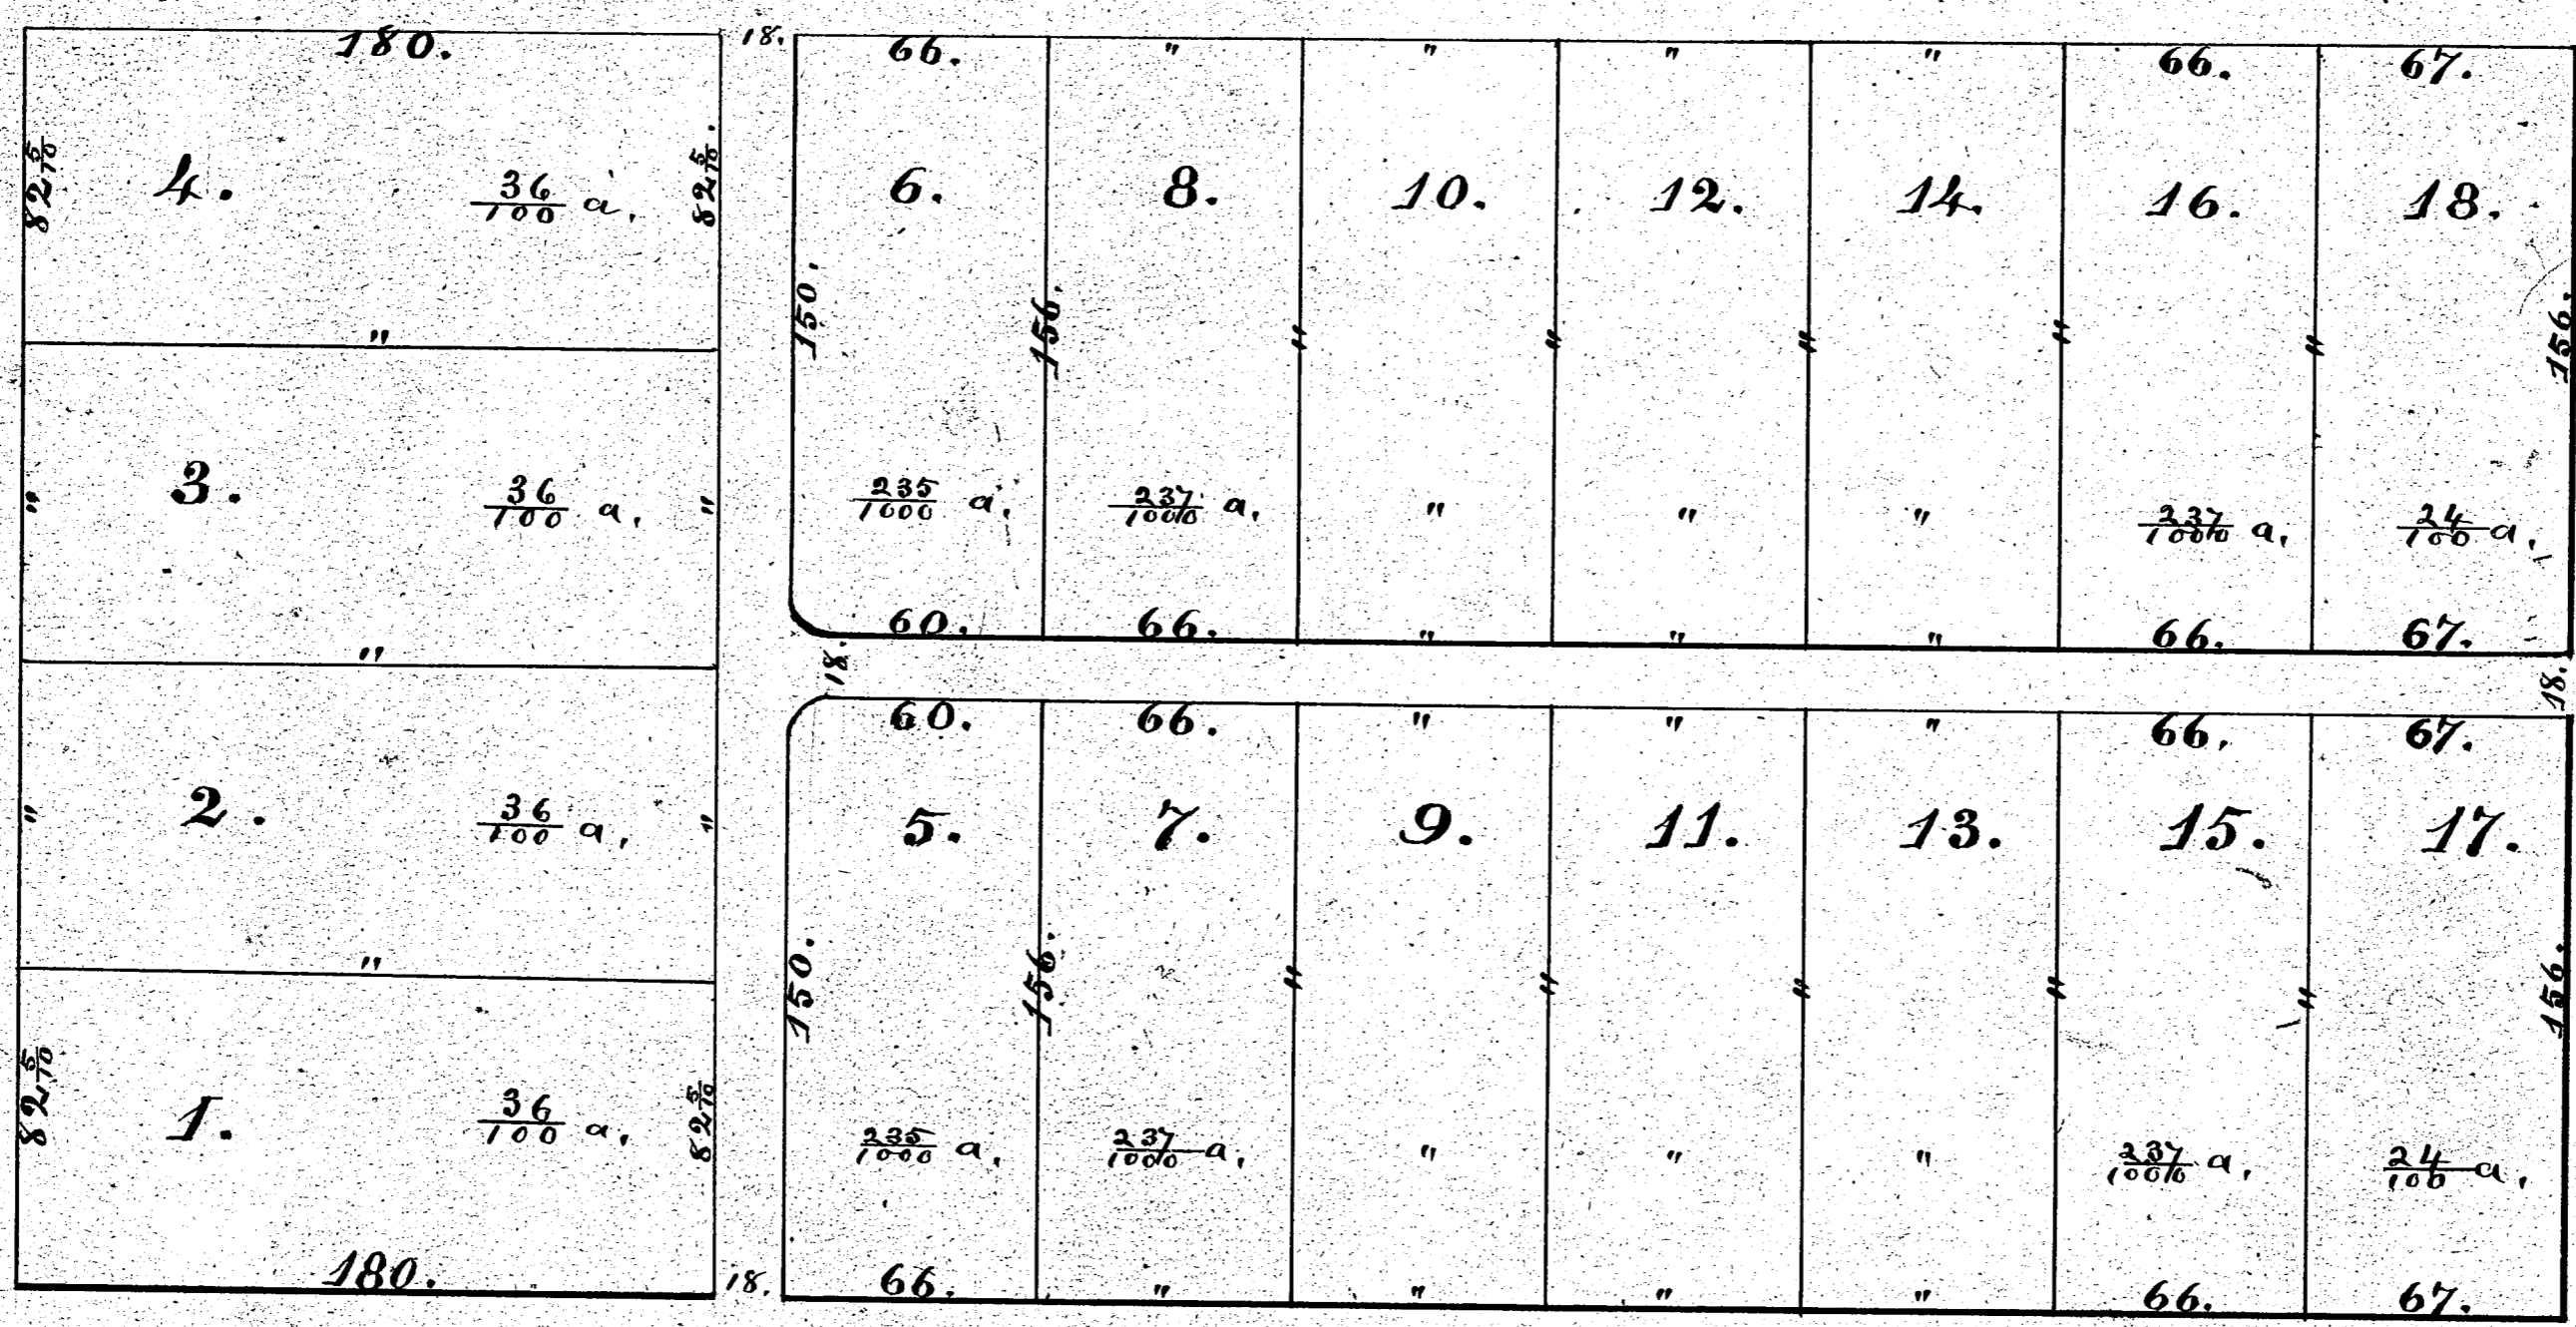 180. 18. 66. " " " " 66. 67.
82 5/10 4. 36/100 a. 82 5/10. 6. 8. 10. 12. 14. 16. 18.
150. 156. " " " " " 156.
"
" 3. 36/100 a. " 235/1000 a. 237/1000 a. " " " 237/1000 a. 24/100 a.
60. 66. " " " 66. 67.
"
18. 18.
60. 66. " " " 66. 67.
" 2. 36/100 a. " 5. 7. 9. 11. 13. 15. 17.
"
150. 156. " " " " " 156.
82 5/10 1. 36/100 a. 82 5/10 235/1000 a. 237/1000 a. " " " 237/1000 a. 24/100 a.
180. 18. 66. " " " " 66. 67.